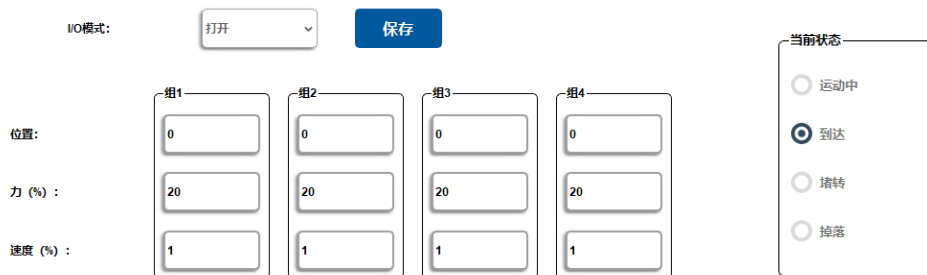 I/O模式： 打开 保存
当前状态
组1 组2 组3 组4
运动中
位置： 0 0 0 0
到达
力（%）： 20 20 20 20
堵转
掉落
速度（%）： 1 1 1 1